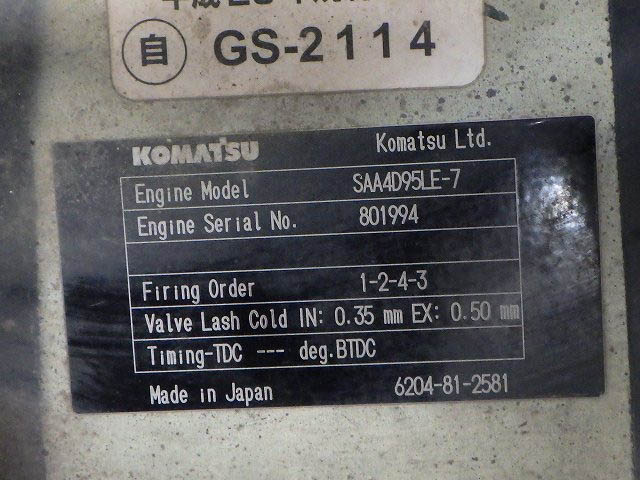 平成
自 GS-2114
KOMATSU Komatsu Ltd.
Engine Model SAA4D95LE-7
Engine Serial No. 801994
Firing Order 1-2-4-3
Valve Lash Cold IN: 0.35 mm EX: 0.50 mm
Timing-TDC --- deg.BTDC
Made in Japan 6204-81-2581